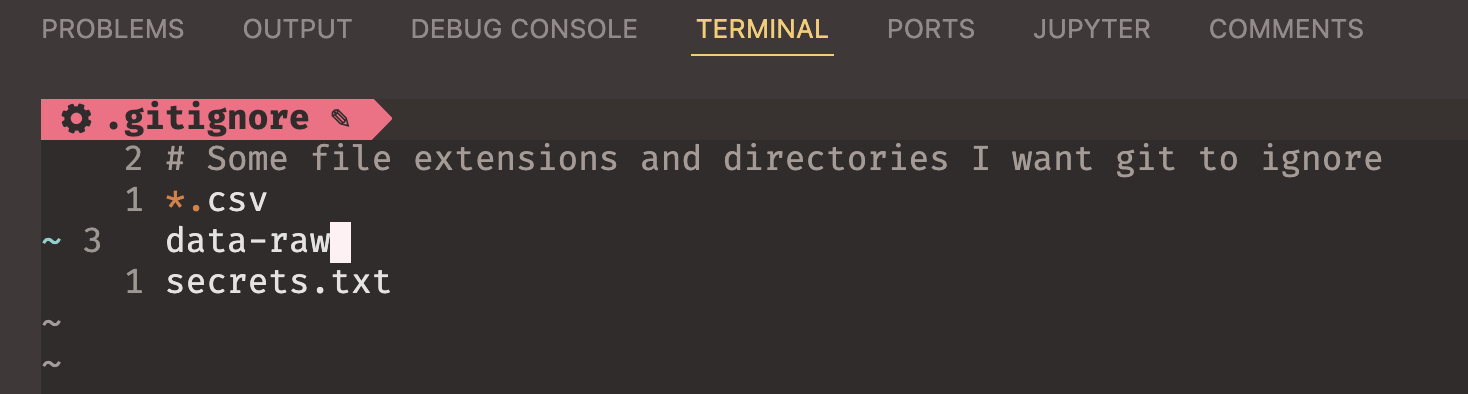 PROBLEMS OUTPUT DEBUG CONSOLE TERMINAL PORTS JUPYTER COMMENTS
.gitignore ✎
2 # Some file extensions and directories I want git to ignore
1 *.csv
~ 3 data-raw
1 secrets.txt
~
~